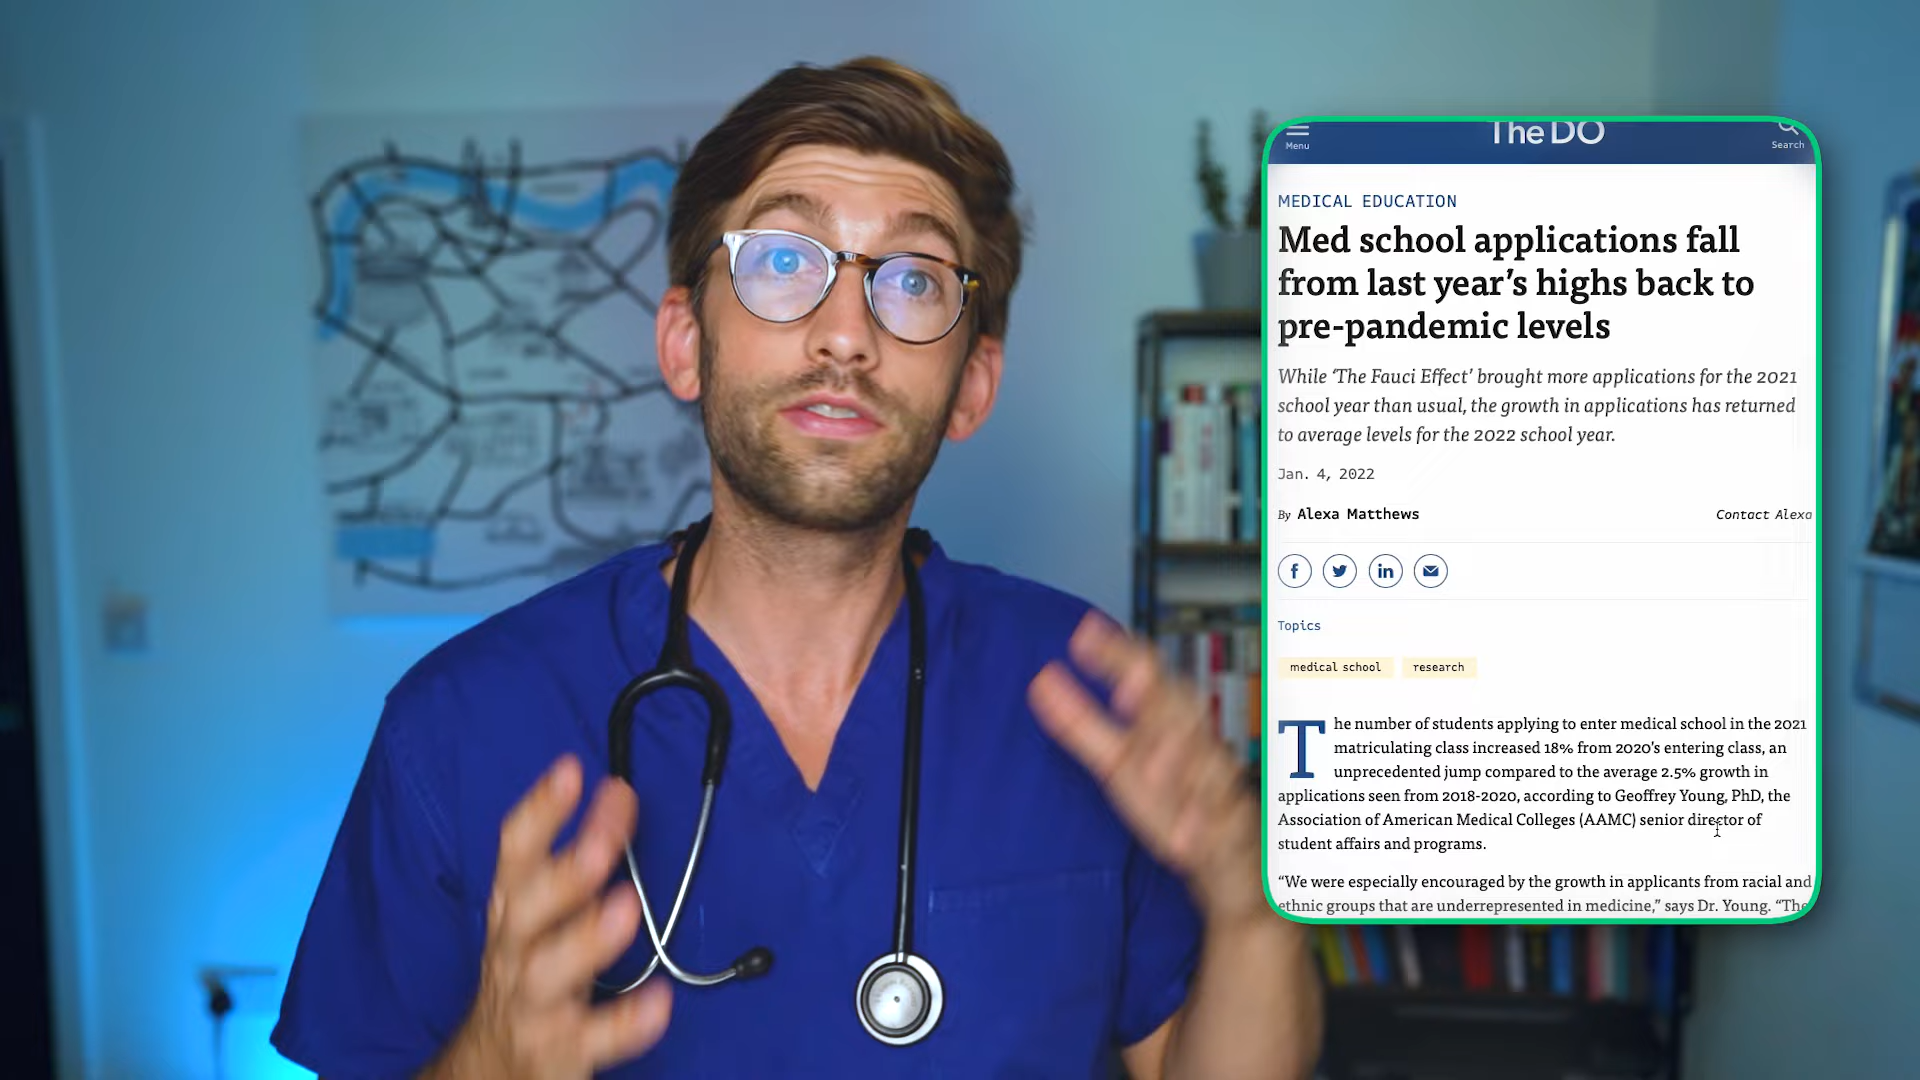 The DO
Menu
Search
MEDICAL EDUCATION
Med school applications fall
from last year's highs back to
pre-pandemic levels
While 'The Fauci Effect' brought more applications for the 2021
school year than usual, the growth in applications has returned
to average levels for the 2022 school year.
Jan. 4, 2022
By Alexa Matthews
Contact Alexa
Topics
medical school
research
The number of students applying to enter medical school in the 2021
matriculating class increased 18% from 2020's entering class, an
unprecedented jump compared to the average 2.5% growth in
applications seen from 2018-2020, according to Geoffrey Young, PhD, the
Association of American Medical Colleges (AAMC) senior director of
student affairs and programs.
“We were especially encouraged by the growth in applicants from racial and
ethnic groups that are underrepresented in medicine,” says Dr. Young. “The